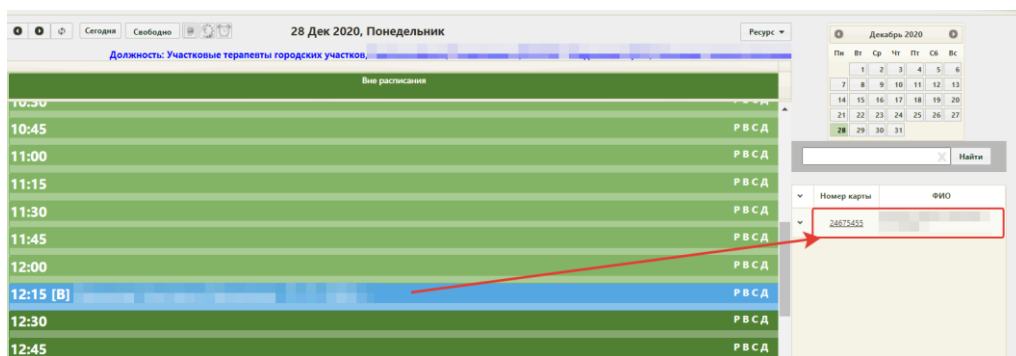 Сегодня Свободно 28 Дек 2020, Понедельник Ресурс
Должность: Участковые терапевты городских участков,
Вне расписания
10:30 Р В С Д
10:45 Р В С Д
11:00 Р В С Д
11:15 Р В С Д
11:30 Р В С Д
11:45 Р В С Д
12:00 Р В С Д
12:15 [В] Р В С Д
12:30 Р В С Д
12:45 Р В С Д
Декабрь 2020
Пн Вт Ср Чт Пт Сб Вс
1 2 3 4 5 6
7 8 9 10 11 12 13
14 15 16 17 18 19 20
21 22 23 24 25 26 27
28 29 30 31
Найти
Номер карты ФИО
24675455